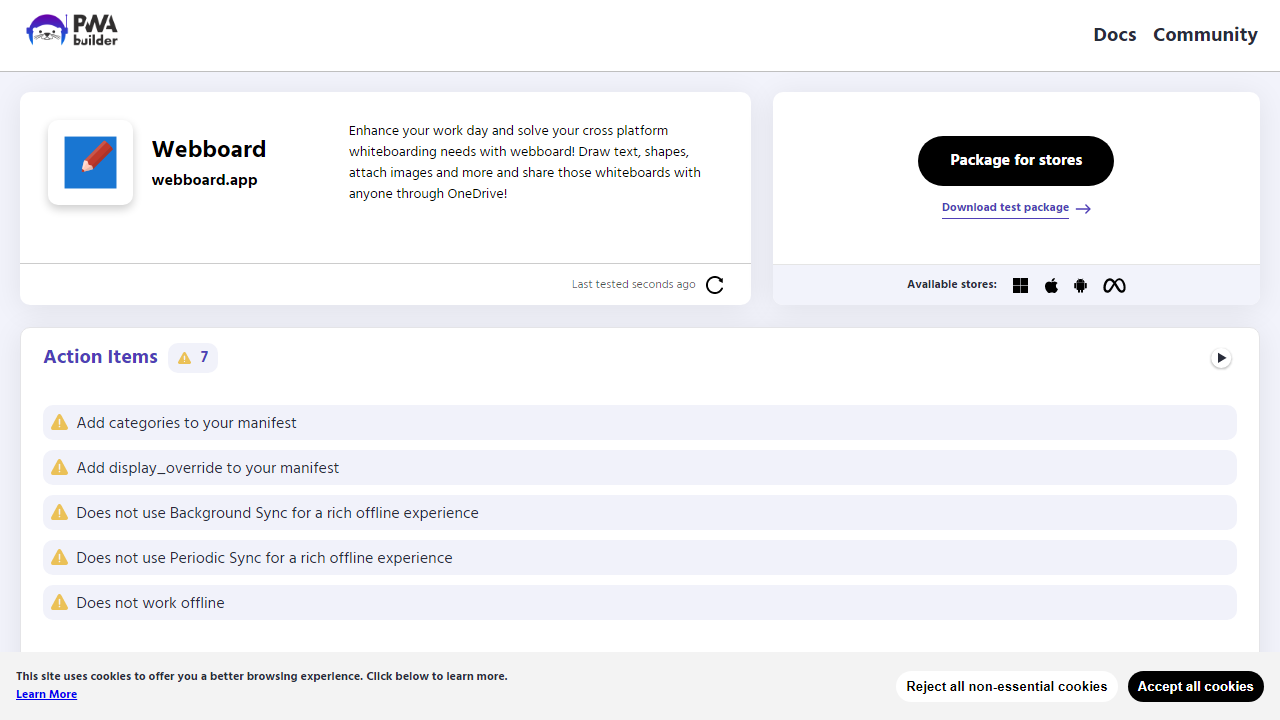 PWA
builder
Docs
Community
Webboard
webboard.app
Enhance your work day and solve your cross platform
whiteboarding needs with webboard! Draw text, shapes,
attach images and more and share those whiteboards with
anyone through OneDrive!
Last tested seconds ago
Package for stores
Download test package
Available stores:
Action Items
7
Add categories to your manifest
Add display_override to your manifest
Does not use Background Sync for a rich offline experience
Does not use Periodic Sync for a rich offline experience
Does not work offline
This site uses cookies to offer you a better browsing experience. Click below to learn more.
Learn More
Reject all non-essential cookies
Accept all cookies